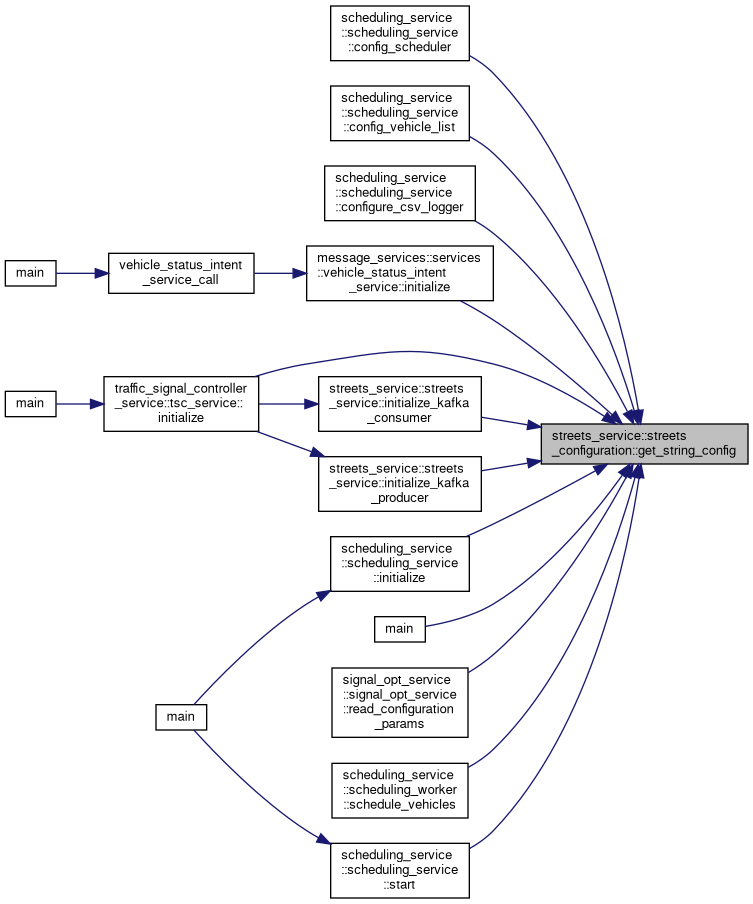 scheduling_service
::scheduling_service
::config_scheduler
scheduling_service
::scheduling_service
::config_vehicle_list
scheduling_service
::scheduling_service
::configure_csv_logger
main
vehicle_status_intent
_service_call
message_services::services
::vehicle_status_intent
_service::initialize
main
traffic_signal_controller
_service::tsc_service::
initialize
streets_service::streets
_service::initialize_kafka
_consumer
streets_service::streets
_configuration::get_string_config
streets_service::streets
_service::initialize_kafka
_producer
scheduling_service
::scheduling_service
::initialize
main
signal_opt_service
::signal_opt_service
::read_configuration
_params
main
scheduling_service
::scheduling_worker
::schedule_vehicles
scheduling_service
::scheduling_service
::start